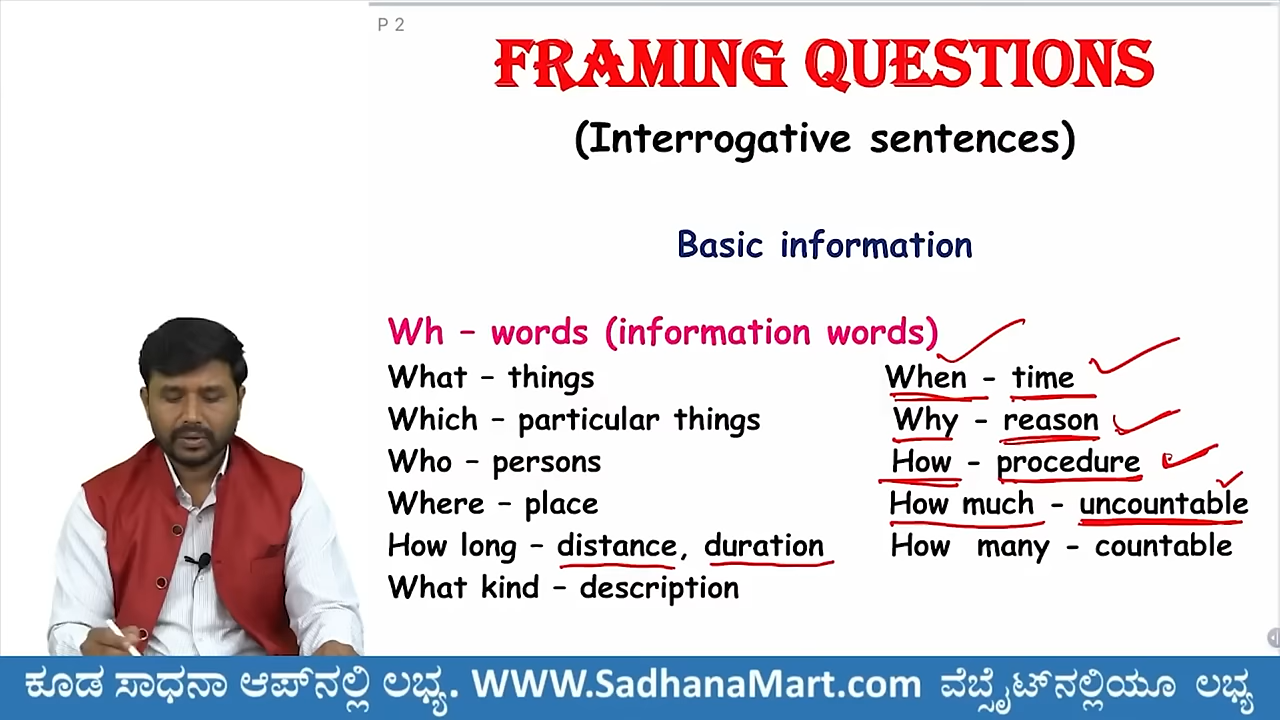 P 2
FRAMING QUESTIONS
(Interrogative sentences)
Basic information
Wh – words (information words)
What – things
Which – particular things
Who – persons
Where – place
How long – distance, duration
What kind – description
When – time
Why – reason
How – procedure
How much – uncountable
How many – countable
ಕೂಡ ಸಾಧನಾ ಆಪ್‌ನಲ್ಲಿ ಲಭ್ಯ. WWW.SadhanaMart.com ವೆಬ್ಸೈಟ್‌ನಲ್ಲಿಯೂ ಲಭ್ಯ